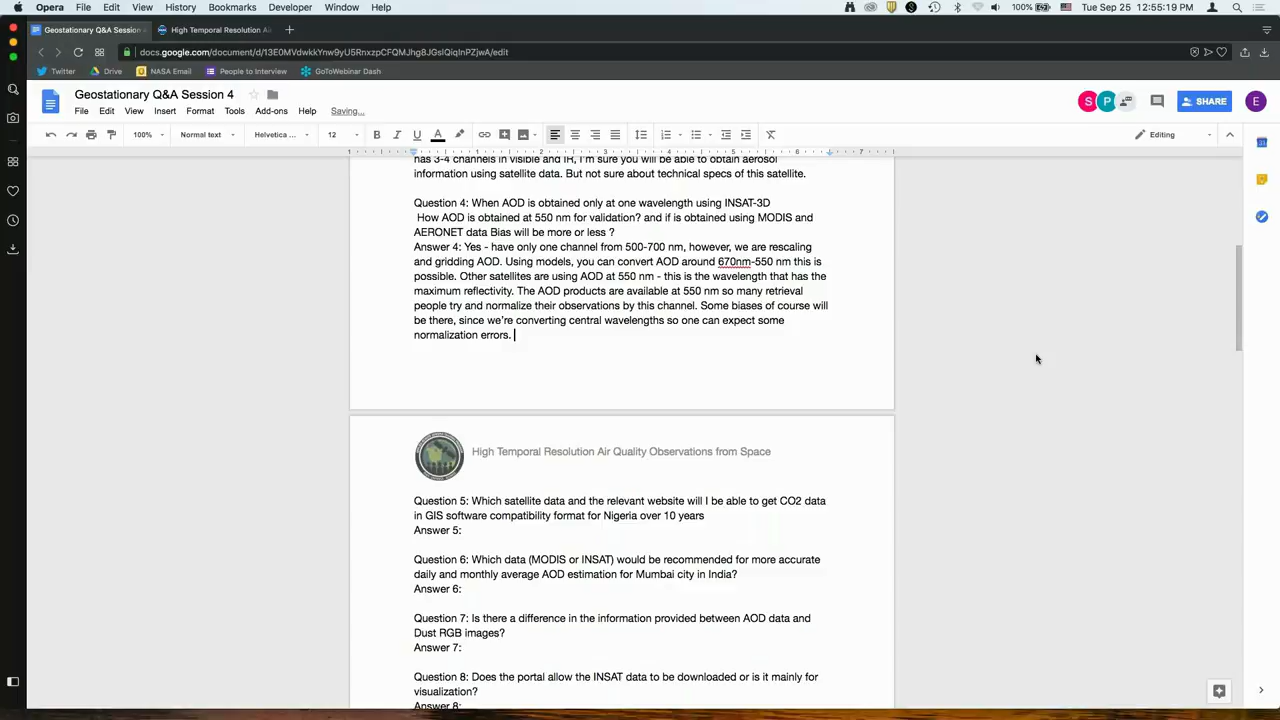 Opera File Edit View History Bookmarks Developer Window Help 100% Tue Sep 25 12:55:19 PM
Geostationary Q&A Session High Temporal Resolution Air
docs.google.com/document/d/13E0MVdwkkYnw9yU5RnxzpCFQMJhg8JGslQiqlnPZjwA/edit
Twitter Drive NASA Email People to Interview GoToWebinar Dash
Geostationary Q&A Session 4
S P SHARE E
File Edit View Insert Format Tools Add-ons Help Saving...
100% Normal text Helvetica ... 12 B I U A Editing
1 1 2 3 4 5 6 7
has 3-4 channels in visible and IR, I'm sure you will be able to obtain aerosol
information using satellite data. But not sure about technical specs of this satellite.
Question 4: When AOD is obtained only at one wavelength using INSAT-3D
How AOD is obtained at 550 nm for validation? and if is obtained using MODIS and
AERONET data Bias will be more or less ?
Answer 4: Yes - have only one channel from 500-700 nm, however, we are rescaling
and gridding AOD. Using models, you can convert AOD around 670nm-550 nm this is
possible. Other satellites are using AOD at 550 nm - this is the wavelength that has the
maximum reflectivity. The AOD products are available at 550 nm so many retrieval
people try and normalize their observations by this channel. Some biases of course will
be there, since we're converting central wavelengths so one can expect some
normalization errors.
High Temporal Resolution Air Quality Observations from Space
Question 5: Which satellite data and the relevant website will I be able to get CO2 data
in GIS software compatibility format for Nigeria over 10 years
Answer 5:
Question 6: Which data (MODIS or INSAT) would be recommended for more accurate
daily and monthly average AOD estimation for Mumbai city in India?
Answer 6:
Question 7: Is there a difference in the information provided between AOD data and
Dust RGB images?
Answer 7:
Question 8: Does the portal allow the INSAT data to be downloaded or is it mainly for
visualization?
Answer 8: